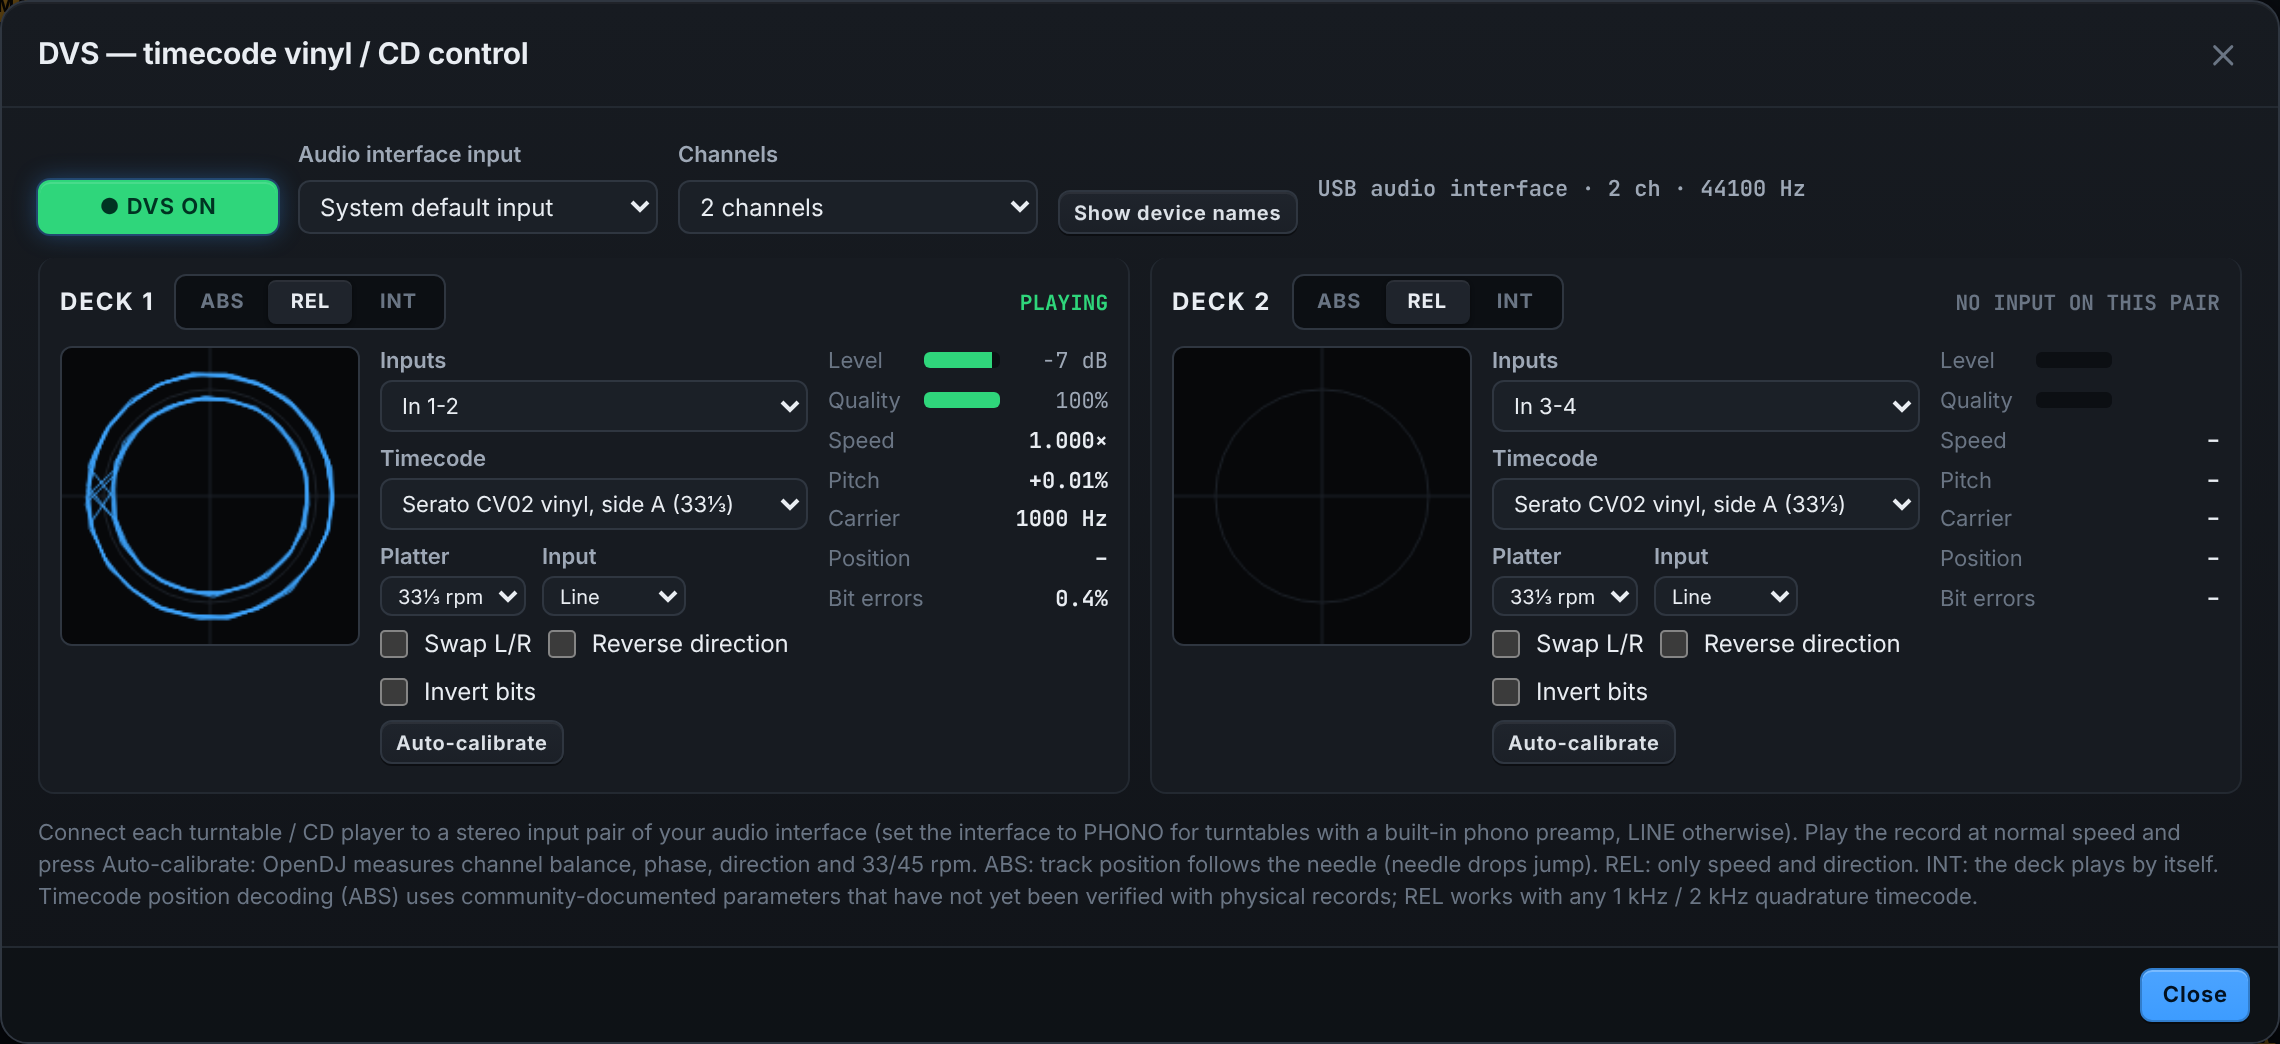 DVS — timecode vinyl / CD control
Audio interface input
Channels
DVS ON
System default input
2 channels
Show device names
USB audio interface · 2 ch · 44100 Hz
DECK 1
ABS
REL
INT
PLAYING
Inputs
In 1-2
Timecode
Serato CV02 vinyl, side A (33⅓)
Platter
Input
33⅓ rpm
Line
Swap L/R
Reverse direction
Invert bits
Auto-calibrate
Level -7 dB
Quality 100%
Speed 1.000×
Pitch +0.01%
Carrier 1000 Hz
Position –
Bit errors 0.4%
DECK 2
ABS
REL
INT
NO INPUT ON THIS PAIR
Inputs
In 3-4
Timecode
Serato CV02 vinyl, side A (33⅓)
Platter
Input
33⅓ rpm
Line
Swap L/R
Reverse direction
Invert bits
Auto-calibrate
Level
Quality
Speed –
Pitch –
Carrier –
Position –
Bit errors –
Connect each turntable / CD player to a stereo input pair of your audio interface (set the interface to PHONO for turntables with a built-in phono preamp, LINE otherwise). Play the record at normal speed and
press Auto-calibrate: OpenDJ measures channel balance, phase, direction and 33/45 rpm. ABS: track position follows the needle (needle drops jump). REL: only speed and direction. INT: the deck plays by itself.
Timecode position decoding (ABS) uses community-documented parameters that have not yet been verified with physical records; REL works with any 1 kHz / 2 kHz quadrature timecode.
Close